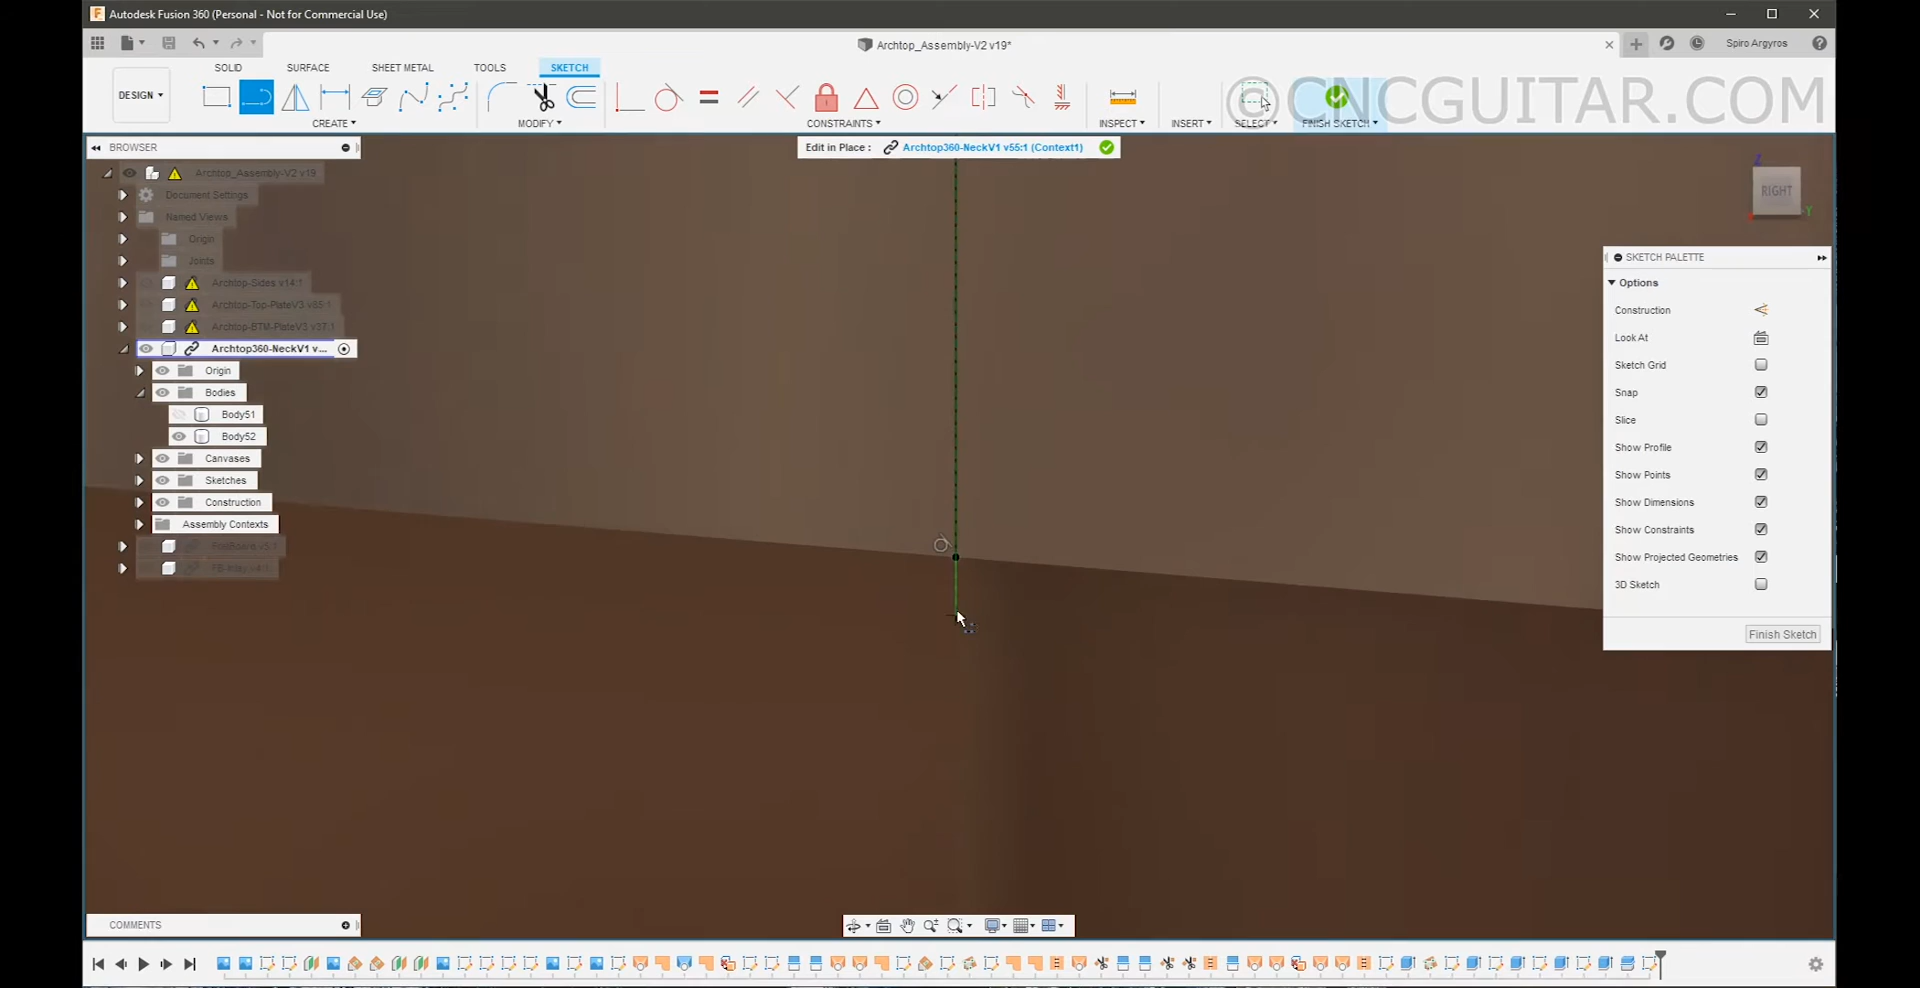 Autodesk Fusion 360 (Personal - Not for Commercial Use)
Archtop_Assembly-V2 v19*
Spiro Argyros
SOLID
SURFACE
SHEET METAL
TOOLS
SKETCH
DESIGN
CREATE
MODIFY
CONSTRAINTS
INSPECT
INSERT
SELECT
FINISH SKETCH
©CNCGUITAR.COM
BROWSER
Edit in Place :
Archtop360-NeckV1 v55:1 (Context1)
Archtop_Assembly-V2 v19
Document Settings
Named Views
Origin
Joints
Archtop-Sides v14:1
Archtop-Top-PlateV3 v85:1
Archtop-BTM-PlateV3 v37:1
Archtop360-NeckV1 v...
Origin
Bodies
Body51
Body52
Canvases
Sketches
Construction
Assembly Contexts
Z
RIGHT
X
Y
SKETCH PALETTE
Options
Construction
Look At
Sketch Grid
Snap
Slice
Show Profile
Show Points
Show Dimensions
Show Constraints
Show Projected Geometries
3D Sketch
Finish Sketch
COMMENTS